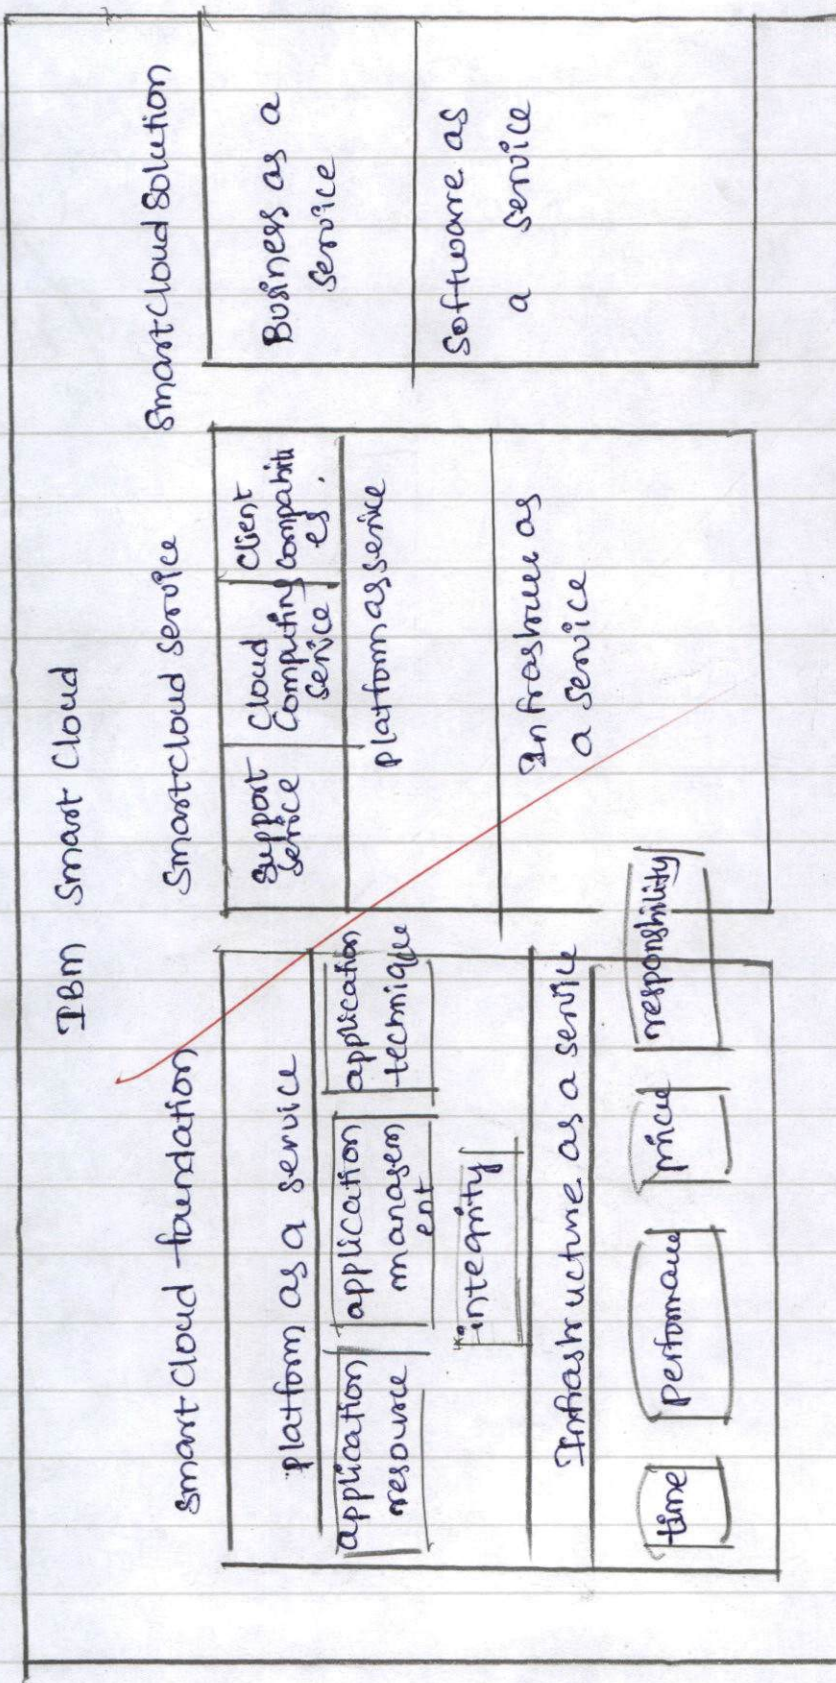 IBM Smart Cloud
Smart Cloud foundation
platform as a service
application
resource
application
managem
ent
application
technique
integrity
Infrastructure as a service
time
performance
price
responsibility
Smart cloud service
Support
Service
Cloud
Computing
service
Client
Compabiliti
es.
platform as service
Infrastruce as
a service
Smart Cloud Solution
Business as a
service
Software as
a service